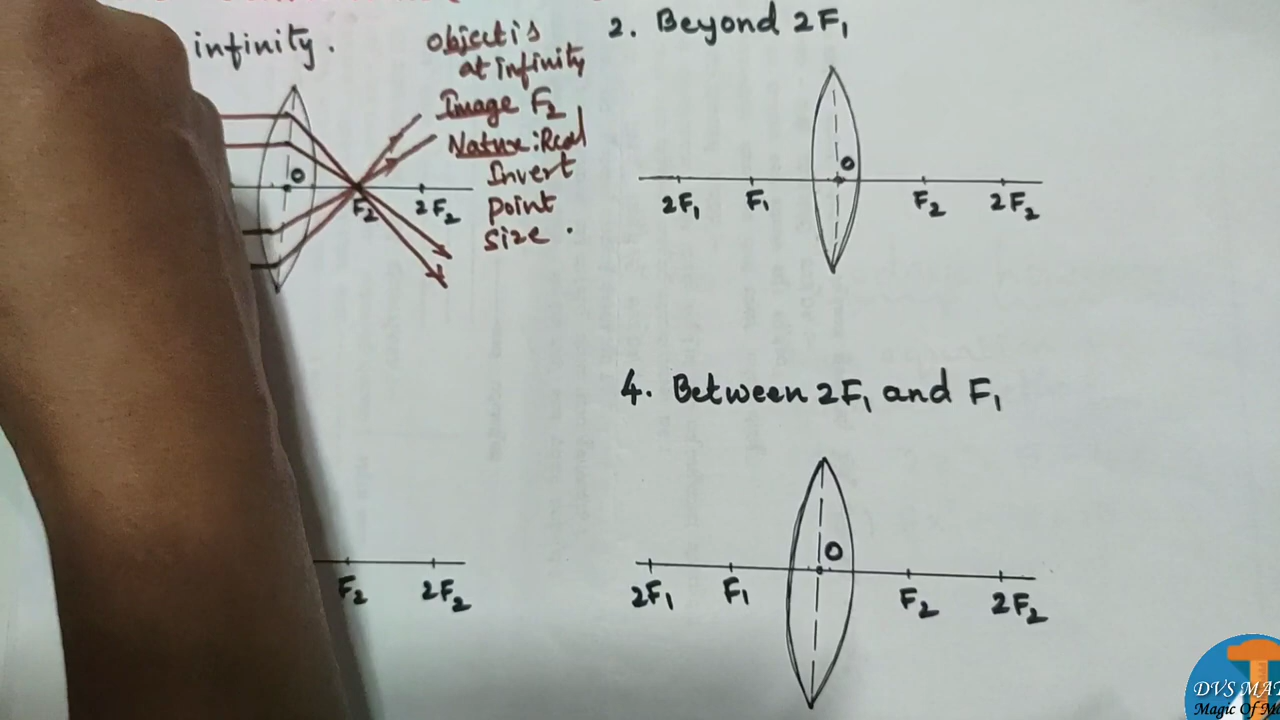 infinity.
object is
at infinity
Image F₂
Nature: Real
Invert
point
size.
O
F₂ 2F₂
2. Beyond 2F₁
O
2F₁ F₁ F₂ 2F₂
F₂ 2F₂
4. Between 2F₁ and F₁
O
2F₁ F₁ F₂ 2F₂
DVS MA
Magic Of M